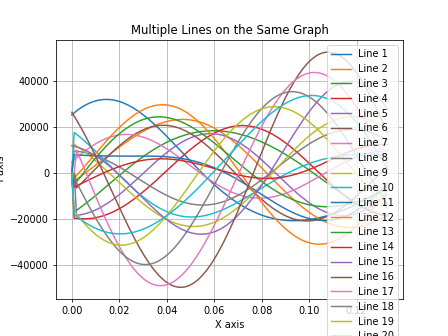 Multiple Lines on the Same Graph
40000
20000
0
−20000
−40000
0.00
0.02
0.04
0.06
0.08
0.10
X axis
Line 1
Line 2
Line 3
Line 4
Line 5
Line 6
Line 7
Line 8
Line 9
Line 10
Line 11
Line 12
Line 13
Line 14
Line 15
Line 16
Line 17
Line 18
Line 19